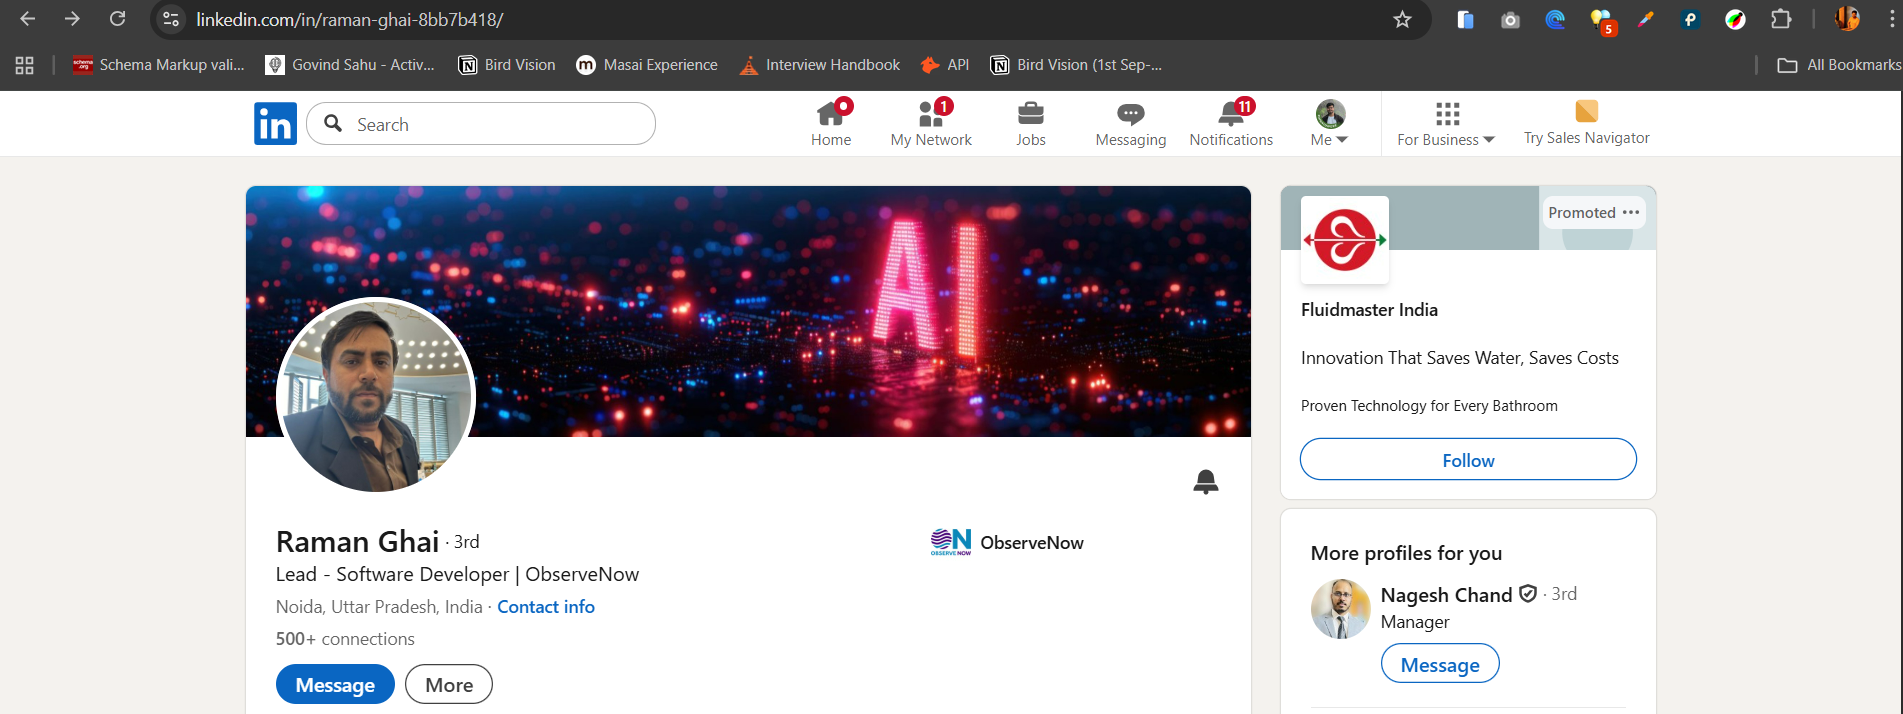 linkedin.com/in/raman-ghai-8bb7b418/
5
Schema Markup vali...
Govind Sahu - Activ...
Bird Vision
Masai Experience
Interview Handbook
API
Bird Vision (1st Sep-...
All Bookmarks
in
Search
Home
1
My Network
Jobs
Messaging
11
Notifications
Me
For Business
Try Sales Navigator
AI
Promoted
Fluidmaster India
Innovation That Saves Water, Saves Costs
Proven Technology for Every Bathroom
Follow
Raman Ghai · 3rd
Lead - Software Developer | ObserveNow
Noida, Uttar Pradesh, India · Contact info
500+ connections
Message
More
ON
OBSERVE NOW
ObserveNow
More profiles for you
Nagesh Chand · 3rd
Manager
Message